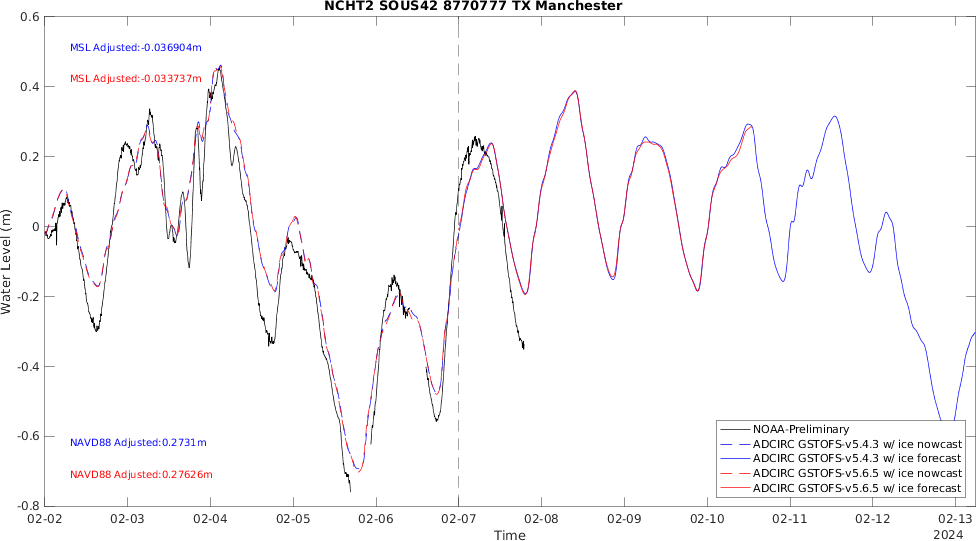 NCHT2 SOUS42 8770777 TX Manchester
MSL Adjusted:-0.036904m
MSL Adjusted:-0.033737m
NAVD88 Adjusted:0.2731m
NAVD88 Adjusted:0.27626m
Water Level (m)
0.6
0.4
0.2
0
-0.2
-0.4
-0.6
-0.8
NOAA-Preliminary
ADCIRC GSTOFS-v5.4.3 w/ ice nowcast
ADCIRC GSTOFS-v5.4.3 w/ ice forecast
ADCIRC GSTOFS-v5.6.5 w/ ice nowcast
ADCIRC GSTOFS-v5.6.5 w/ ice forecast
02-02 02-03 02-04 02-05 02-06 02-07 02-08 02-09 02-10 02-11 02-12 02-13
Time
2024